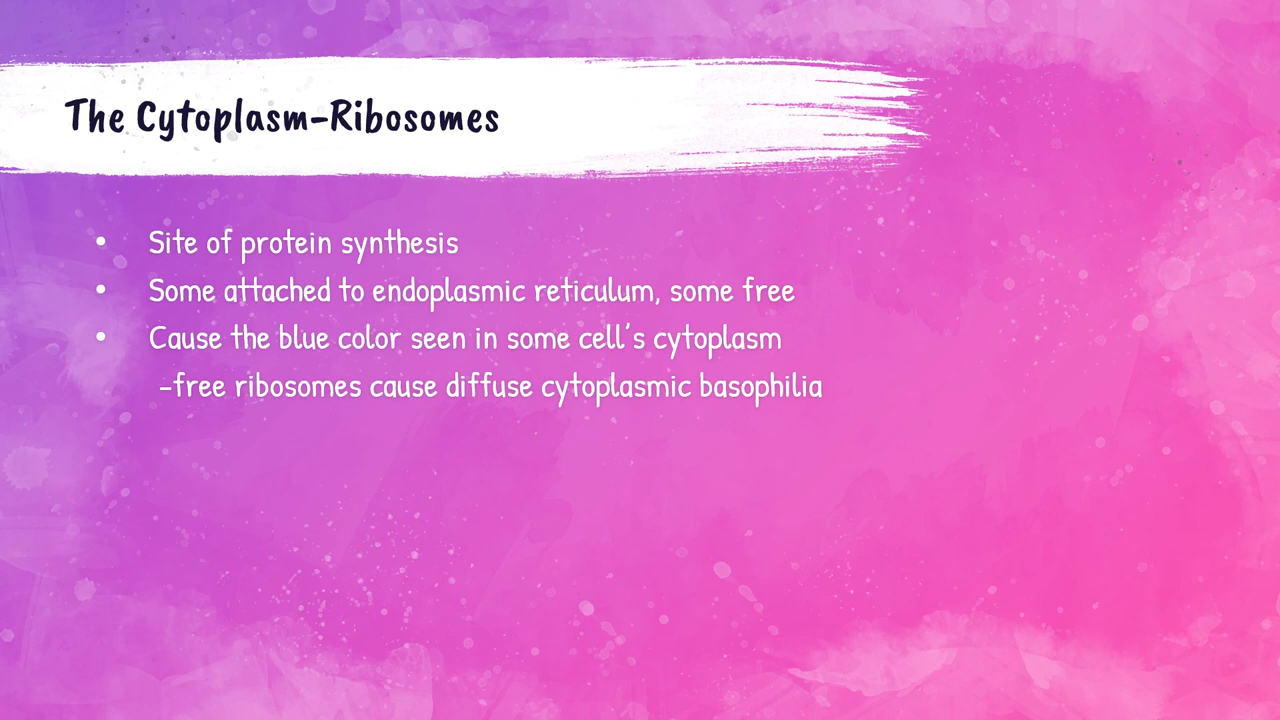 The Cytoplasm-Ribosomes
• Site of protein synthesis
• Some attached to endoplasmic reticulum, some free
• Cause the blue color seen in some cell's cytoplasm
-free ribosomes cause diffuse cytoplasmic basophilia